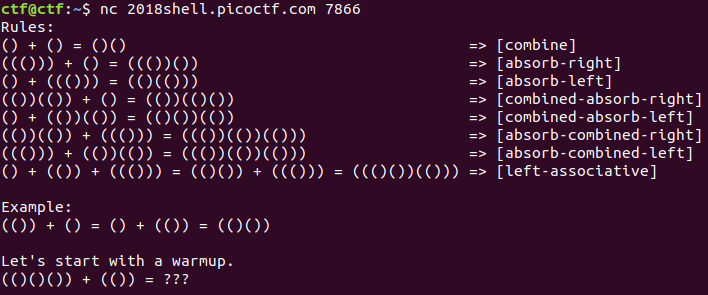 ctf@ctf:~$ nc 2018shell.picoctf.com 7866
Rules:
() + () = ()() => [combine]
((())) + () = ((())()) => [absorb-right]
() + ((())) = (()(())) => [absorb-left]
(())(()) + () = (())(()()) => [combined-absorb-right]
() + (())(()) = (()())(()) => [combined-absorb-left]
(())(()) + ((())) = ((())(())(())) => [absorb-combined-right]
((())) + (())(()) = ((())(())(())) => [absorb-combined-left]
() + (()) + ((())) = (()()) + ((())) = ((()())(())) => [left-associative]
Example:
(()) + () = () + (()) = (()())
Let's start with a warmup.
(()()()) + (()) = ???